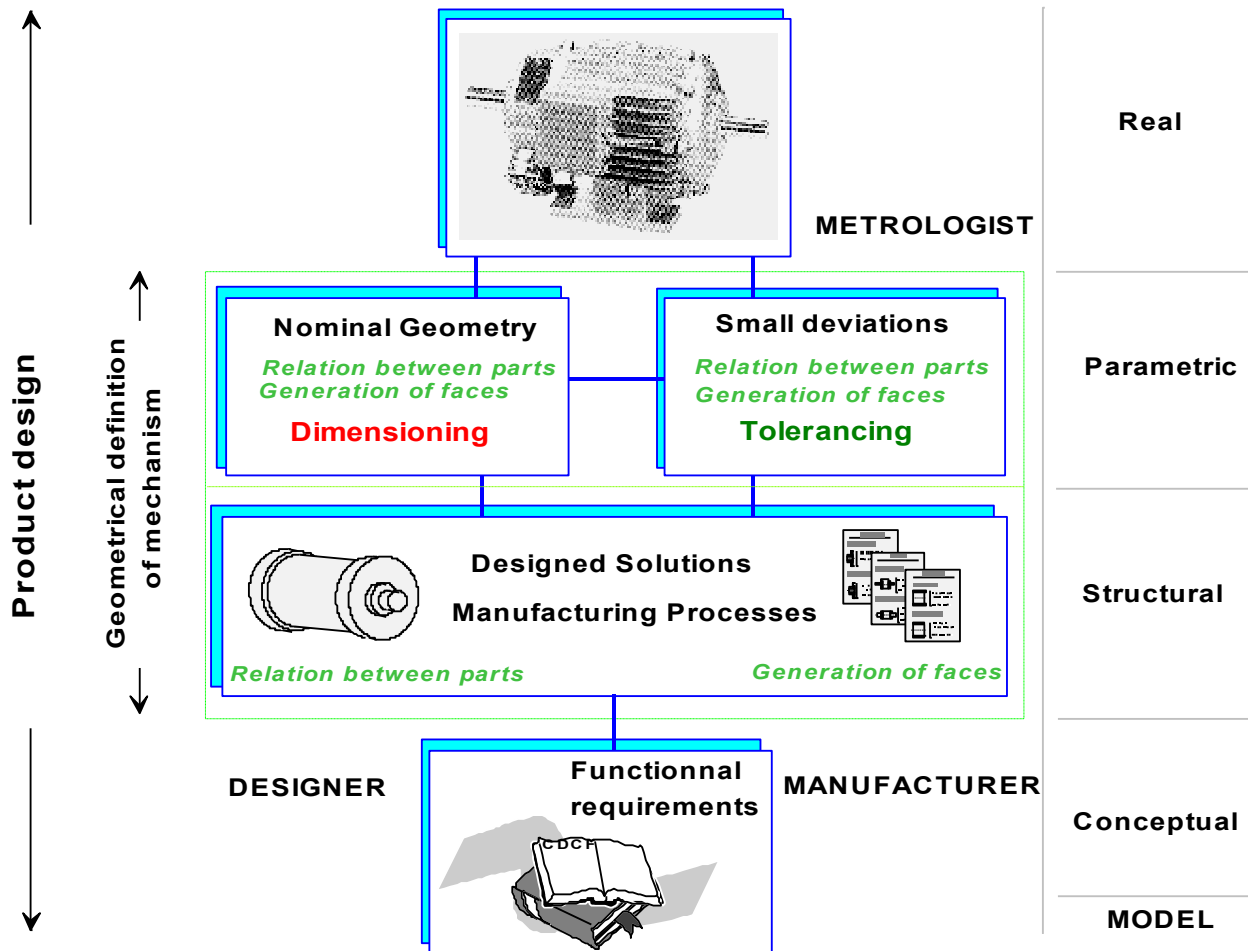 Real
METROLOGIST
Product design
Geometrical definition
of mechanism
Nominal Geometry
Relation between parts
Generation of faces
Dimensioning
Small deviations
Relation between parts
Generation of faces
Tolerancing
Parametric
Designed Solutions
Manufacturing Processes
Relation between parts
Generation of faces
Structural
DESIGNER
Functionnal
requirements
MANUFACTURER
CDCF
Conceptual
MODEL